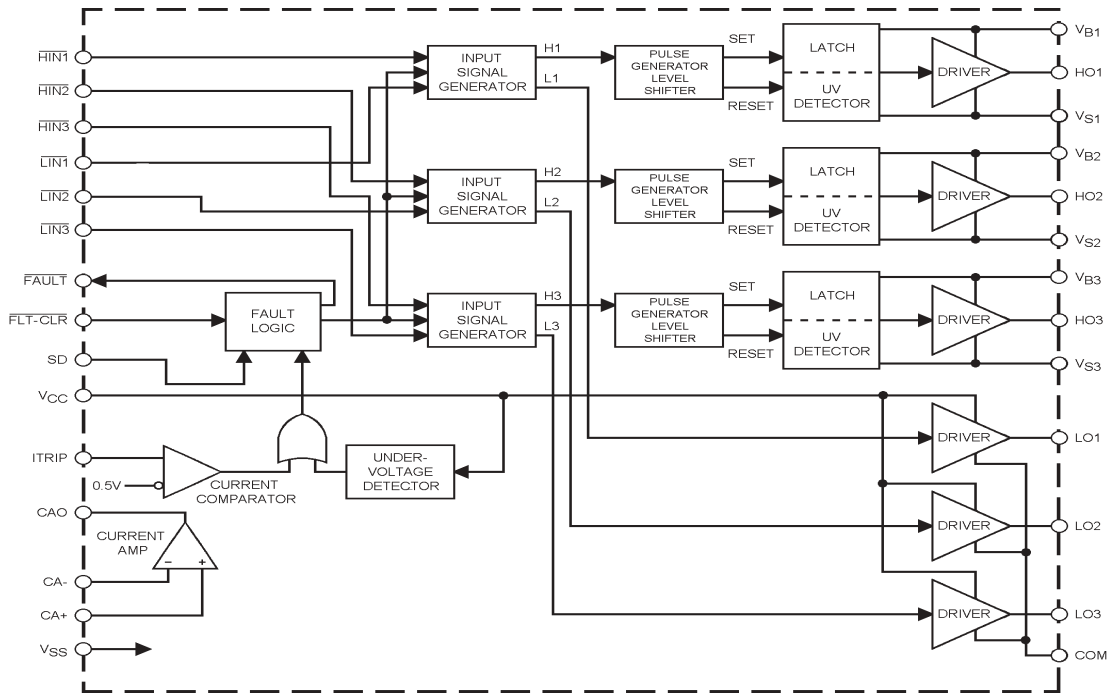 HIN1
HIN2
HIN3
LIN1
LIN2
LIN3
FAULT
FLT-CLR
SD
VCC
ITRIP
0.5V
CAO
CA-
CA+
VSS
FAULT
LOGIC
CURRENT
COMPARATOR
UNDER-
VOLTAGE
DETECTOR
CURRENT
AMP
-
+
INPUT
SIGNAL
GENERATOR
H1
L1
PULSE
GENERATOR
LEVEL
SHIFTER
SET
RESET
LATCH
UV
DETECTOR
DRIVER
VB1
HO1
VS1
INPUT
SIGNAL
GENERATOR
H2
L2
PULSE
GENERATOR
LEVEL
SHIFTER
SET
RESET
LATCH
UV
DETECTOR
DRIVER
VB2
HO2
VS2
INPUT
SIGNAL
GENERATOR
H3
L3
PULSE
GENERATOR
LEVEL
SHIFTER
SET
RESET
LATCH
UV
DETECTOR
DRIVER
VB3
HO3
VS3
DRIVER
LO1
DRIVER
LO2
DRIVER
LO3
COM